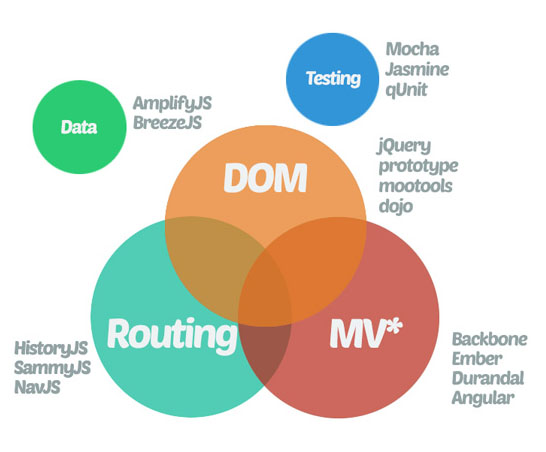 Data
AmplifyJS
BreezeJS
Testing
Mocha
Jasmine
qUnit
DOM
jQuery
prototype
mootools
dojo
Routing
HistoryJS
SammyJS
NavJS
MV*
Backbone
Ember
Durandal
Angular